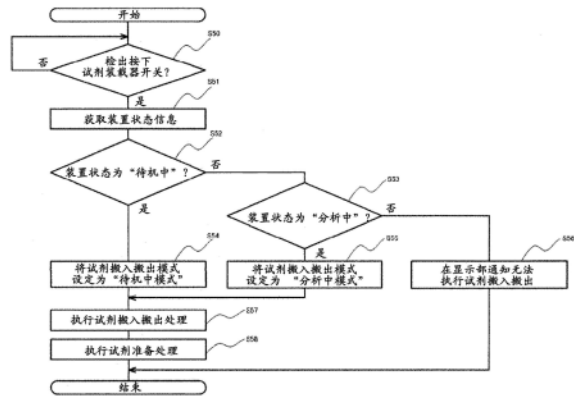 开始
S50
检出按下
试剂装载器开关?
否
是
S51
获取装置状态信息
S52
装置状态为“待机中”?
否
是
S53
装置状态为“分析中”?
否
是
S54
将试剂搬入搬出模式
设定为“待机中模式”
S55
将试剂搬入搬出模式
设定为“分析中模式”
S56
在显示部通知无法
执行试剂搬入搬出
S57
执行试剂搬入搬出处理
S58
执行试剂准备处理
结束